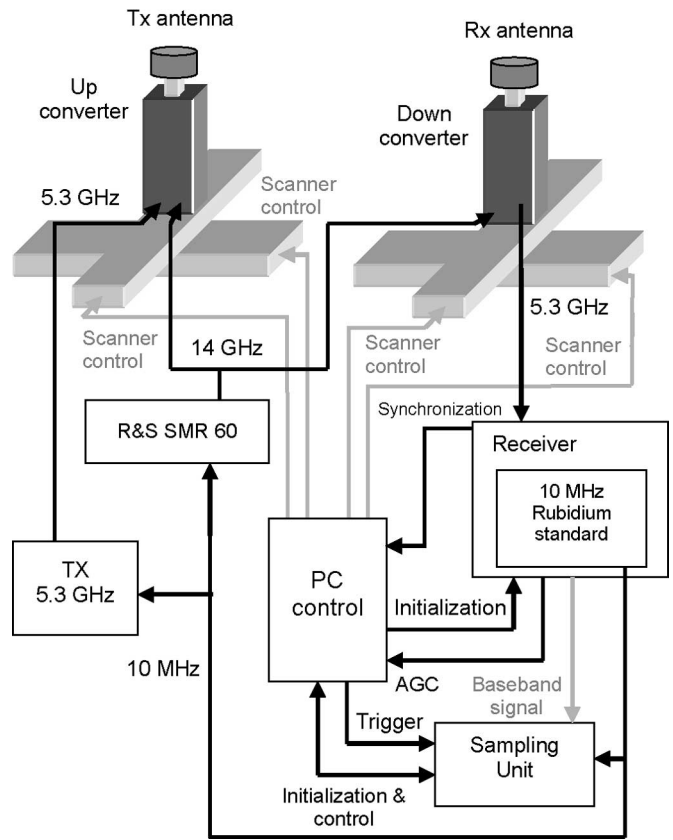 Tx antenna
Rx antenna
Up
converter
Down
converter
5.3 GHz
Scanner
control
Scanner
control
14 GHz
5.3 GHz
Scanner
control
Scanner
control
R&S SMR 60
Synchronization
Receiver
10 MHz
Rubidium
standard
TX
5.3 GHz
PC
control
Initialization
10 MHz
AGC
Baseband
signal
Trigger
Sampling
Unit
Initialization &
control